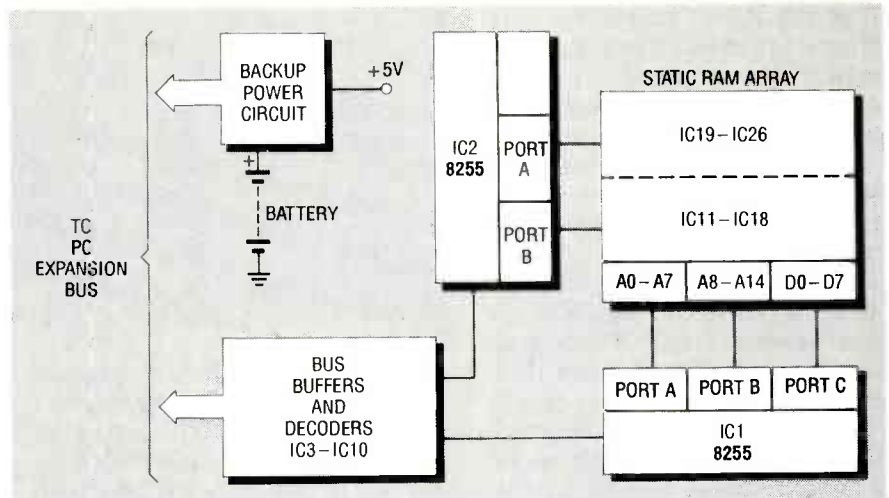 BACKUP
POWER
CIRCUIT
+5V
+
BATTERY
TC
PC
EXPANSION
BUS
BUS
BUFFERS
AND
DECODERS
IC3–IC10
IC2
8255
PORT
A
PORT
B
STATIC RAM ARRAY
IC19–IC26
IC11–IC18
A0–A7 A8–A14 D0–D7
PORT A PORT B PORT C
IC1
8255